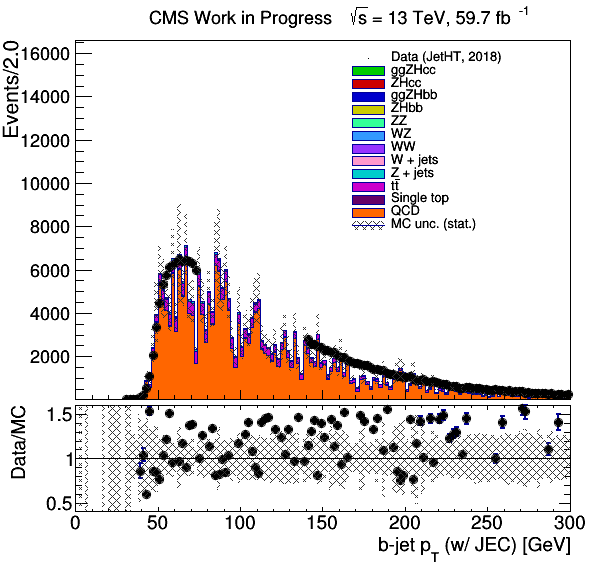 CMS Work in Progress √s = 13 TeV, 59.7 fb⁻¹
Events/2.0
16000
14000
12000
10000
8000
6000
4000
2000
Data (JetHT, 2018)
ggZHcc
ZHcc
ggZHbb
ZHbb
ZZ
WZ
WW
W + jets
Z + jets
tt̄
Single top
QCD
MC unc. (stat.)
Data/MC
1.5
1
0.5
0 50 100 150 200 250 300
b-jet p_T (w/ JEC) [GeV]